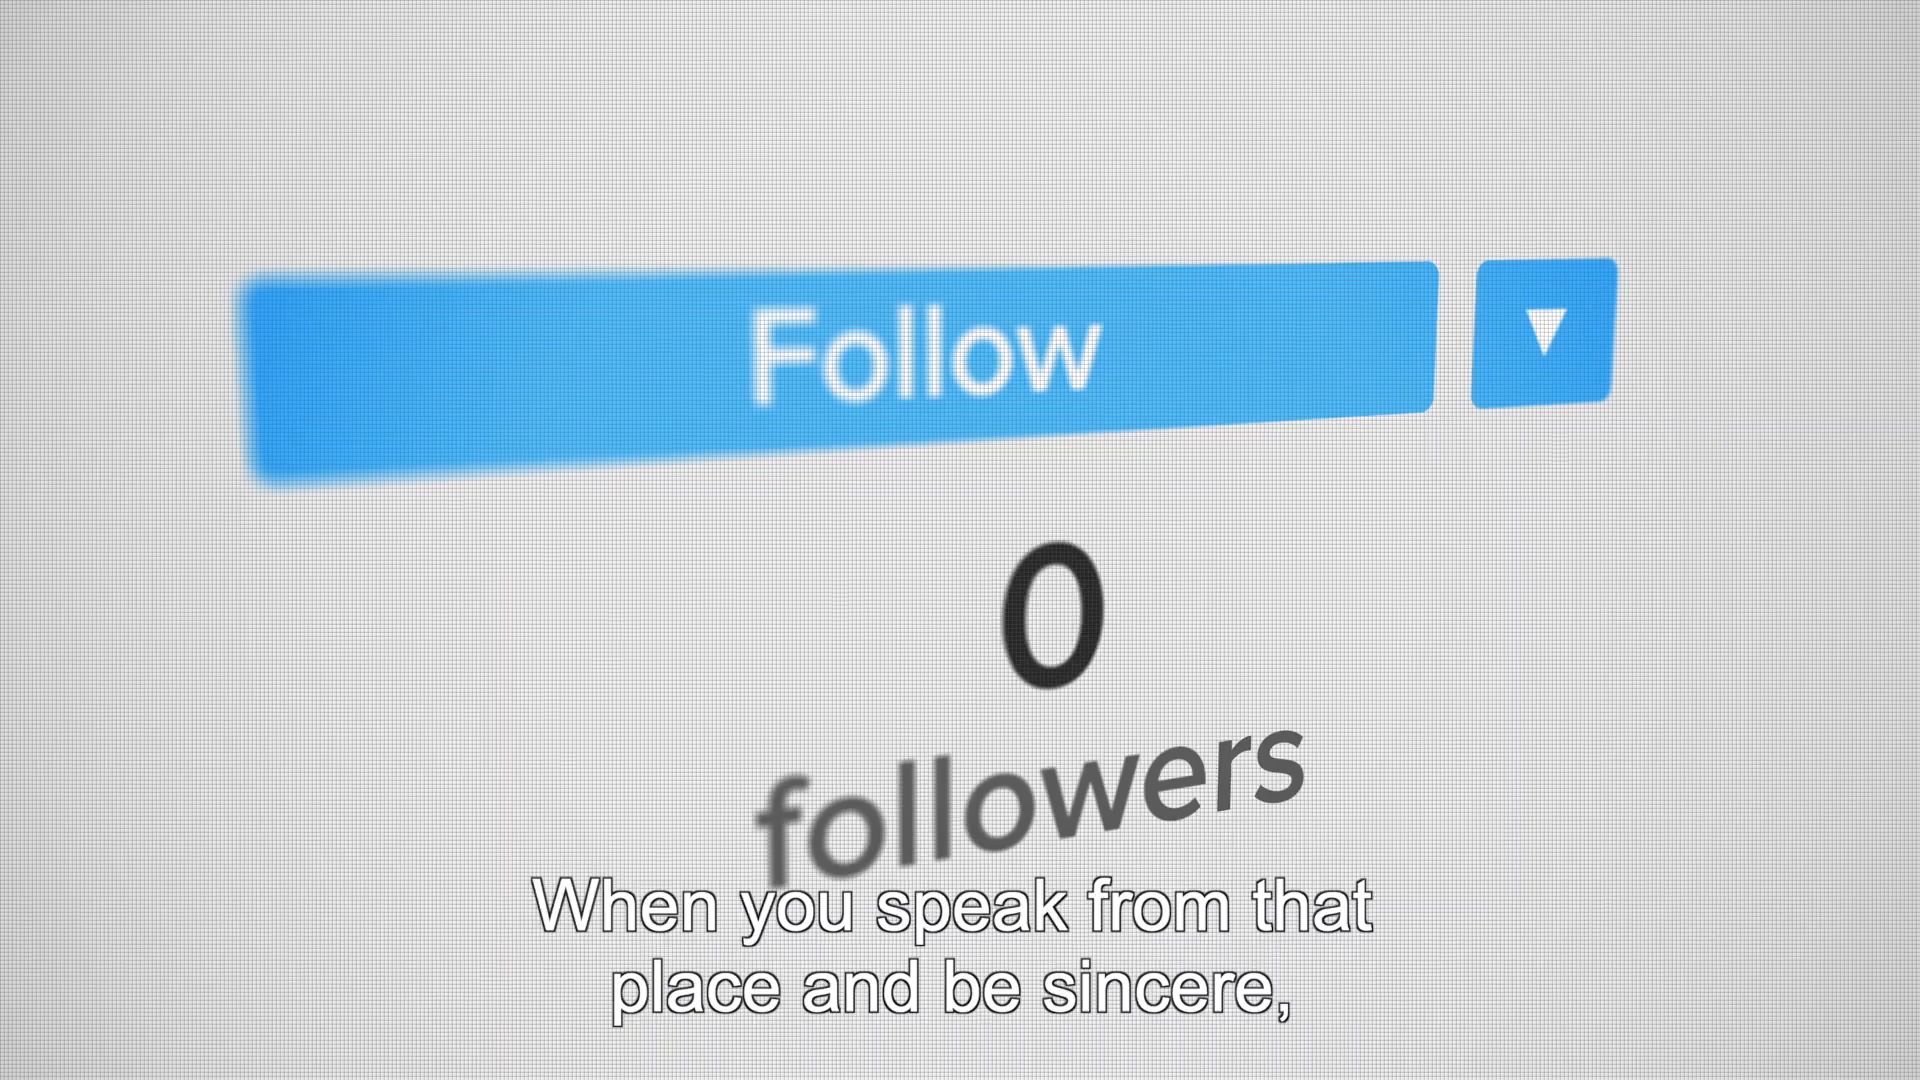 Follow
0
followers
When you speak from that
place and be sincere,